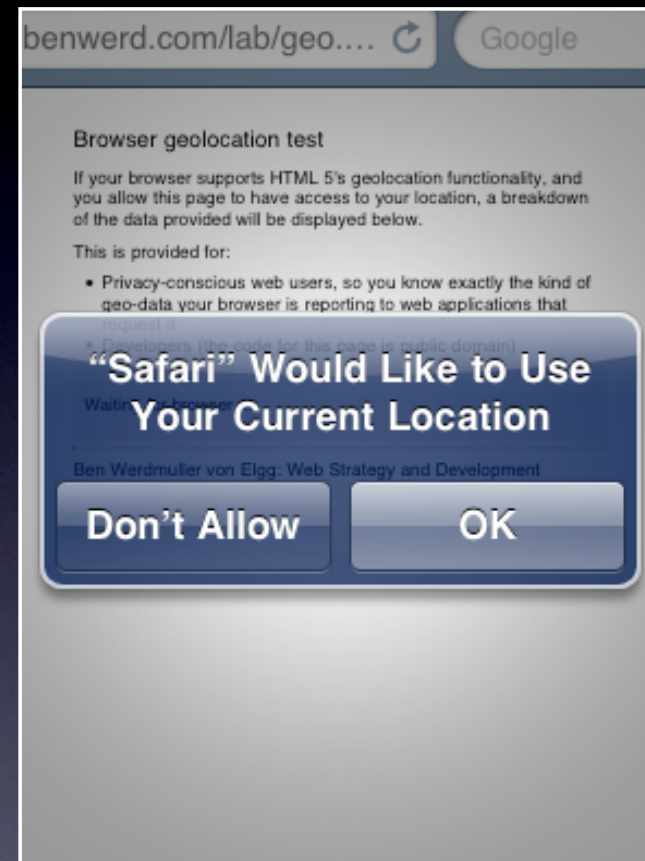 benwerd.com/lab/geo.... Google
Browser geolocation test
If your browser supports HTML 5's geolocation functionality, and
you allow this page to have access to your location, a breakdown
of the data provided will be displayed below.
This is provided for:
• Privacy-conscious web users, so you know exactly the kind of
geo-data your browser is reporting to web applications that
request it
• Developers (the code for this page is public domain)
“Safari” Would Like to Use
Waiting for browser
Your Current Location
Ben Werdmuller von Elgg: Web Strategy and Development
Don’t Allow OK